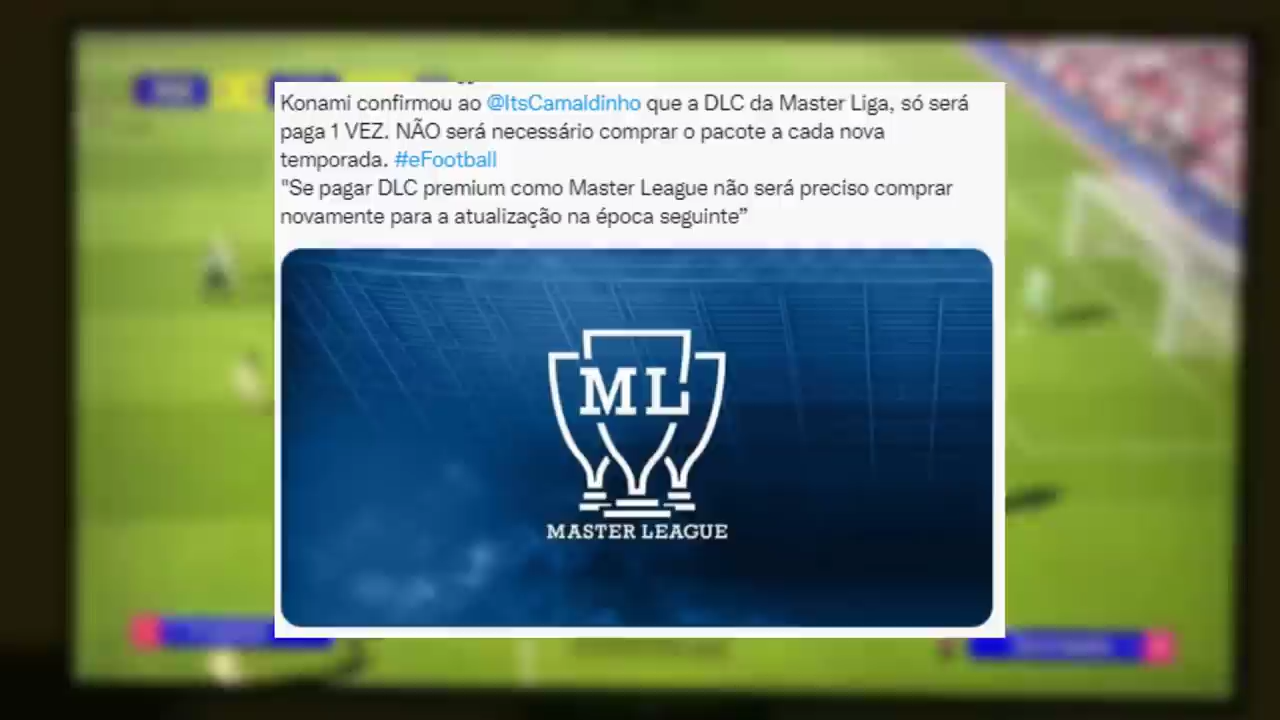 Konami confirmou ao @ItsCamaldinho que a DLC da Master Liga, só será
paga 1 VEZ. NÃO será necessário comprar o pacote a cada nova
temporada. #eFootball
"Se pagar DLC premium como Master League não será preciso comprar
novamente para a atualização na época seguinte”
ML
MASTER LEAGUE